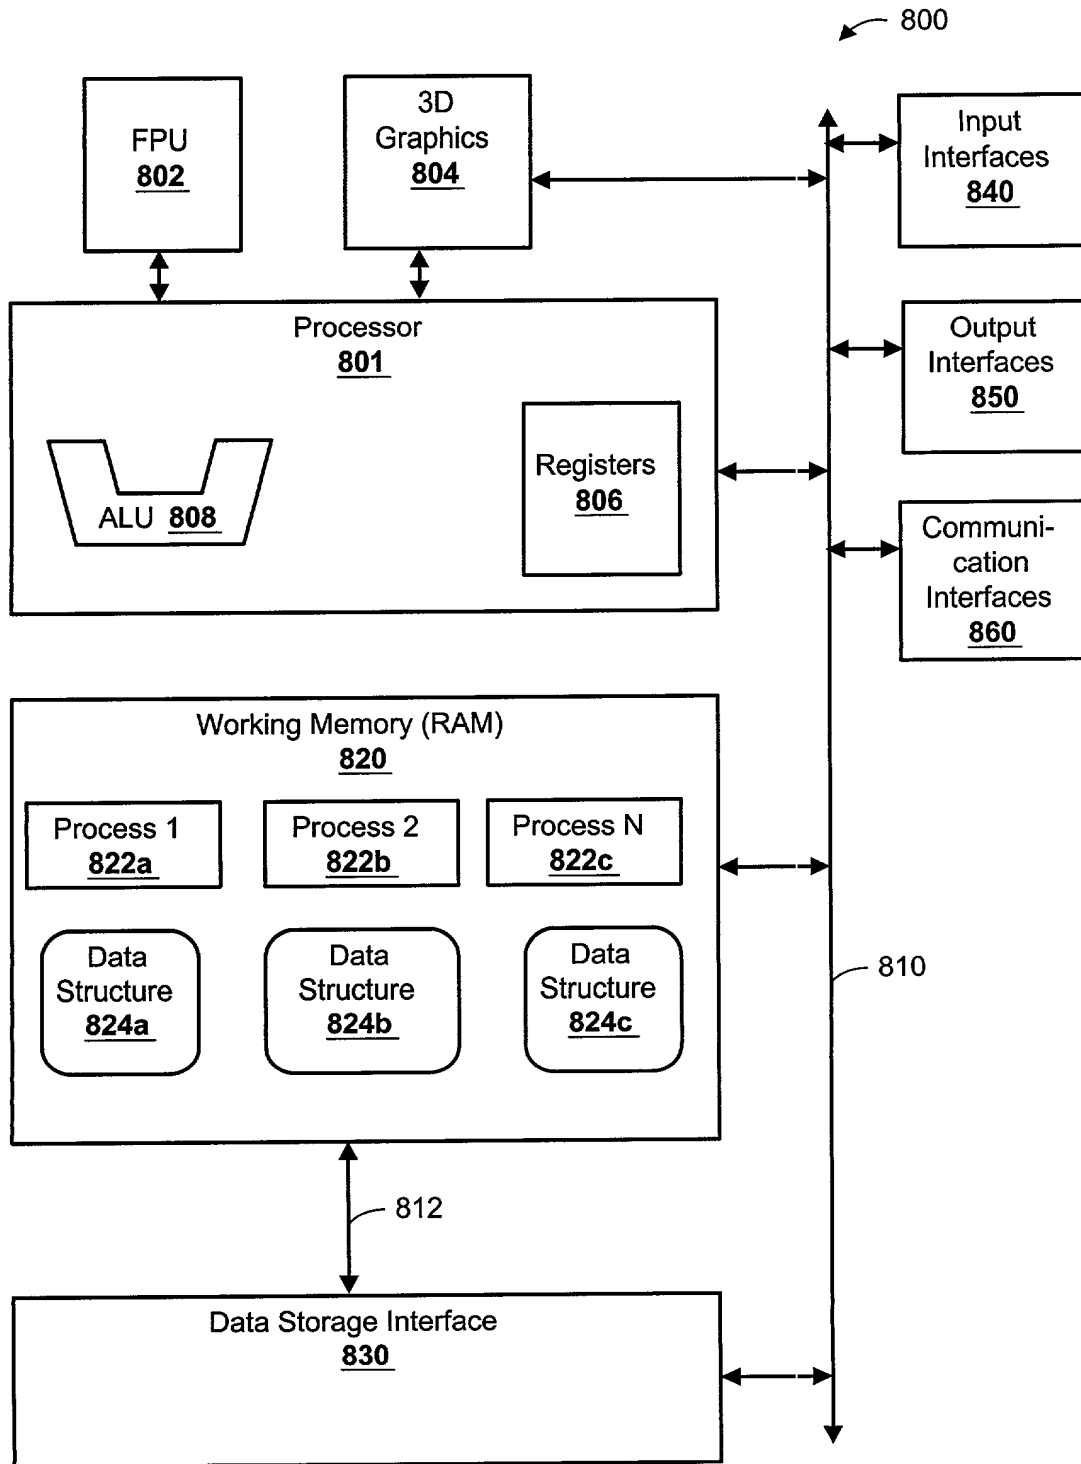 800
FPU
802
3D
Graphics
804
Input
Interfaces
840
Processor
801
Output
Interfaces
850
ALU 808
Registers
806
Communi-
cation
Interfaces
860
Working Memory (RAM)
820
Process 1
822a
Process 2
822b
Process N
822c
Data
Structure
824a
Data
Structure
824b
Data
Structure
824c
810
812
Data Storage Interface
830